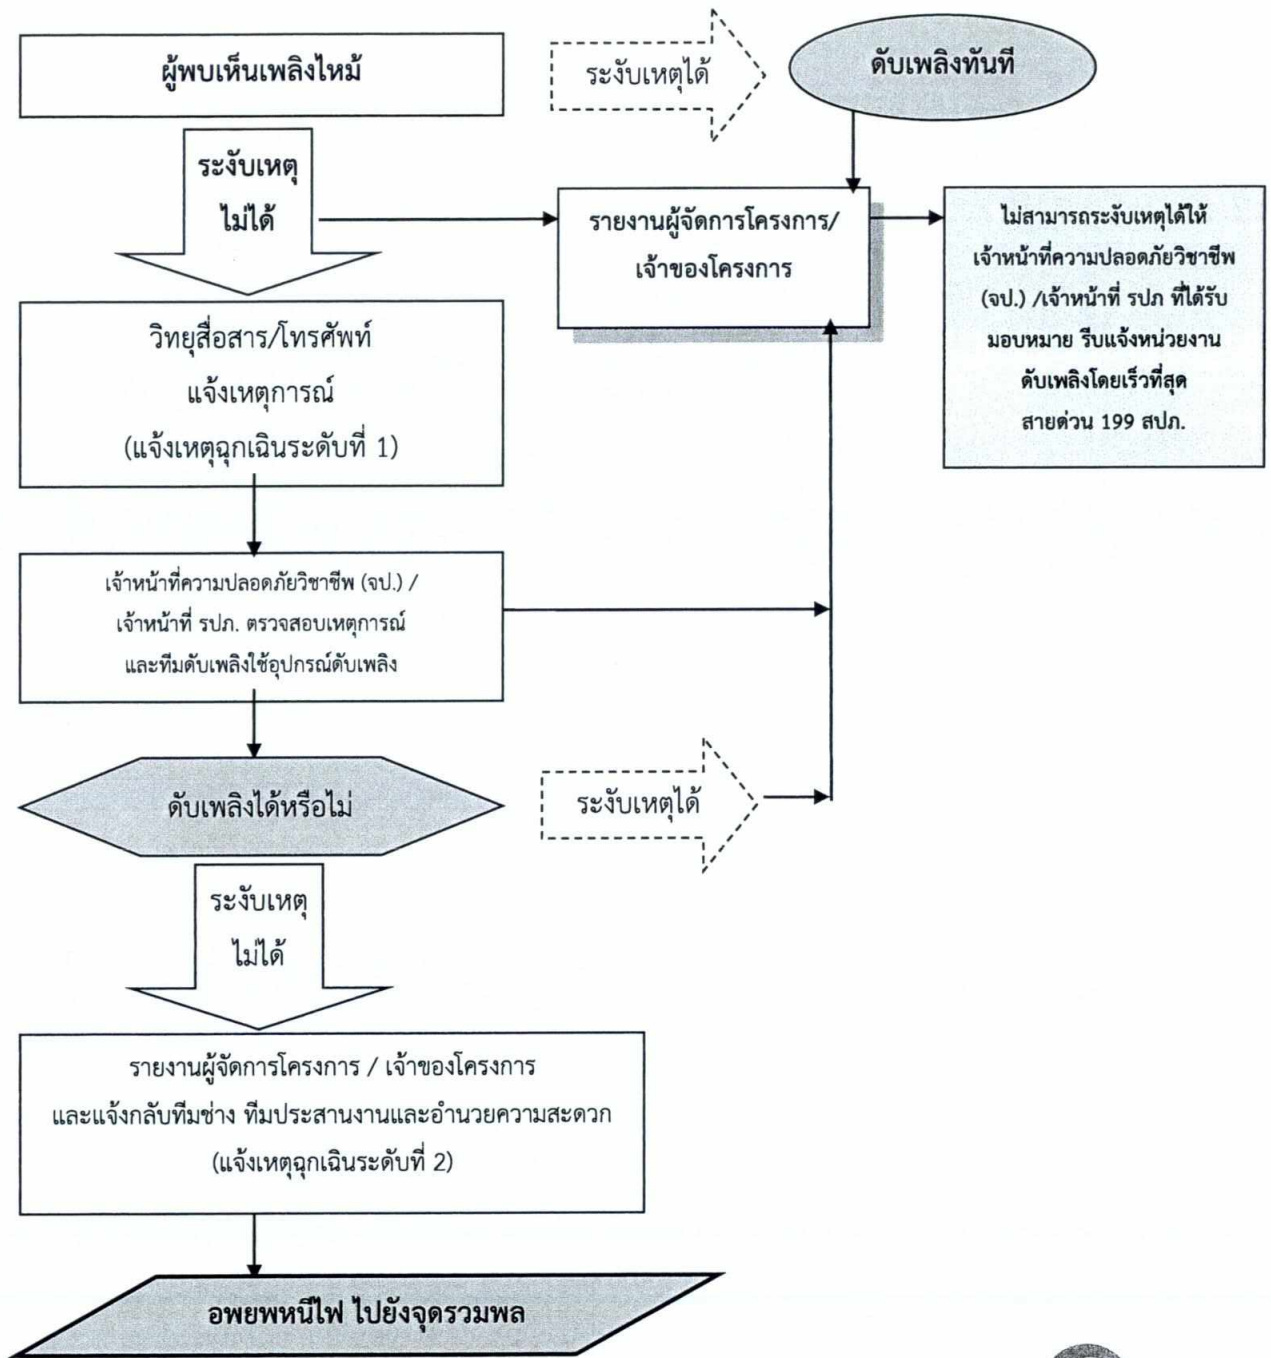 ผู้พบเห็นเพลิงไหม้
ระงับเหตุได้
ดับเพลิงทันที
ระงับเหตุ
ไม่ได้
รายงานผู้จัดการโครงการ/
เจ้าของโครงการ
ไม่สามารถระงับเหตุได้ให้
เจ้าหน้าที่ความปลอดภัยวิชาชีพ
(จป.) /เจ้าหน้าที่ รปภ ที่ได้รับ
มอบหมาย รีบแจ้งหน่วยงาน
ดับเพลิงโดยเร็วที่สุด
สายด่วน 199 สปภ.
วิทยุสื่อสาร/โทรศัพท์
แจ้งเหตุการณ์
(แจ้งเหตุฉุกเฉินระดับที่ 1)
เจ้าหน้าที่ความปลอดภัยวิชาชีพ (จป.) /
เจ้าหน้าที่ รปภ. ตรวจสอบเหตุการณ์
และทีมดับเพลิงใช้อุปกรณ์ดับเพลิง
ดับเพลิงได้หรือไม่
ระงับเหตุได้
ระงับเหตุ
ไม่ได้
รายงานผู้จัดการโครงการ / เจ้าของโครงการ
และแจ้งกลับทีมช่าง ทีมประสานงานและอำนวยความสะดวก
(แจ้งเหตุฉุกเฉินระดับที่ 2)
อพยพหนีไฟ ไปยังจุดรวมพล